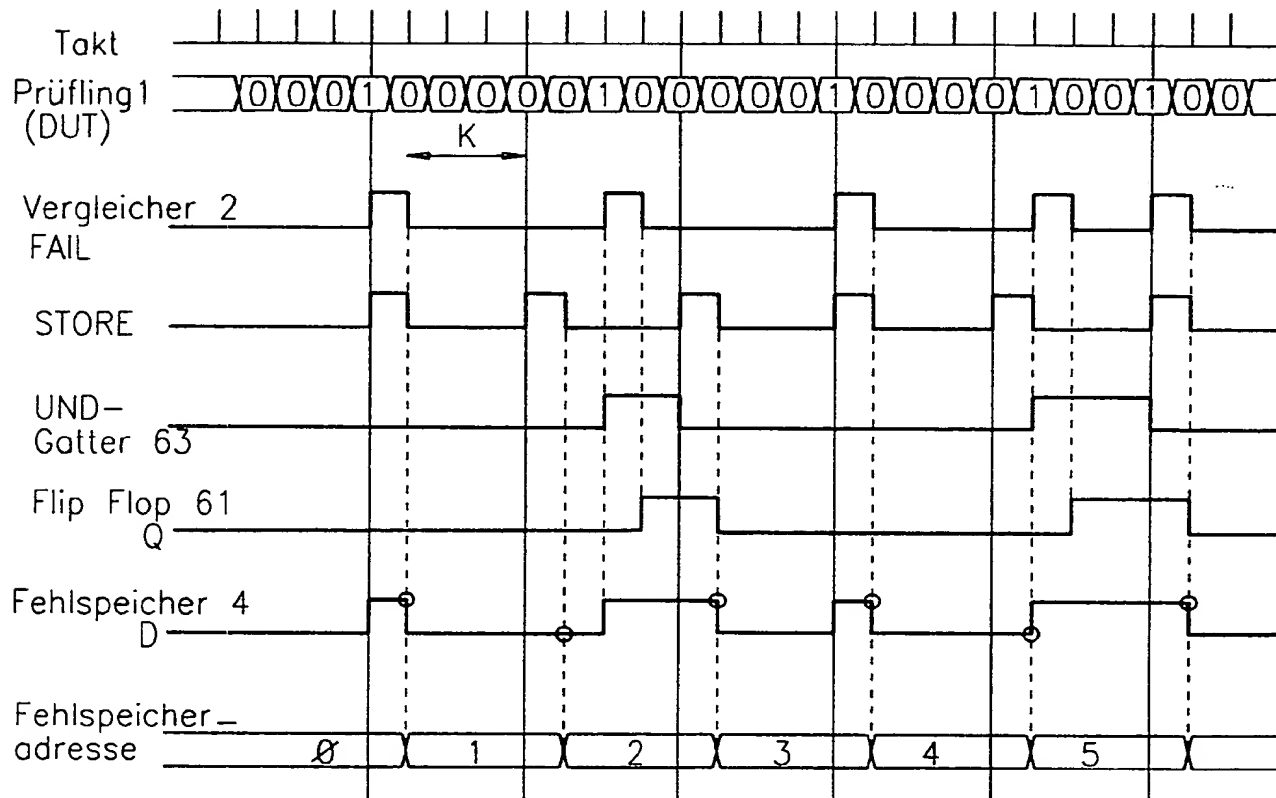 Takt
Prüfling1
(DUT)
0 0 0 1 0 0 0 0 0 1 0 0 0 0 0 1 0 0 0 0 1 0 0 1 0 0
K
Vergleicher 2
FAIL
STORE
UND-
Gatter 63
Flip Flop 61
Q
Fehlspeicher 4
D
Fehlspeicher-
adresse
Ø 1 2 3 4 5